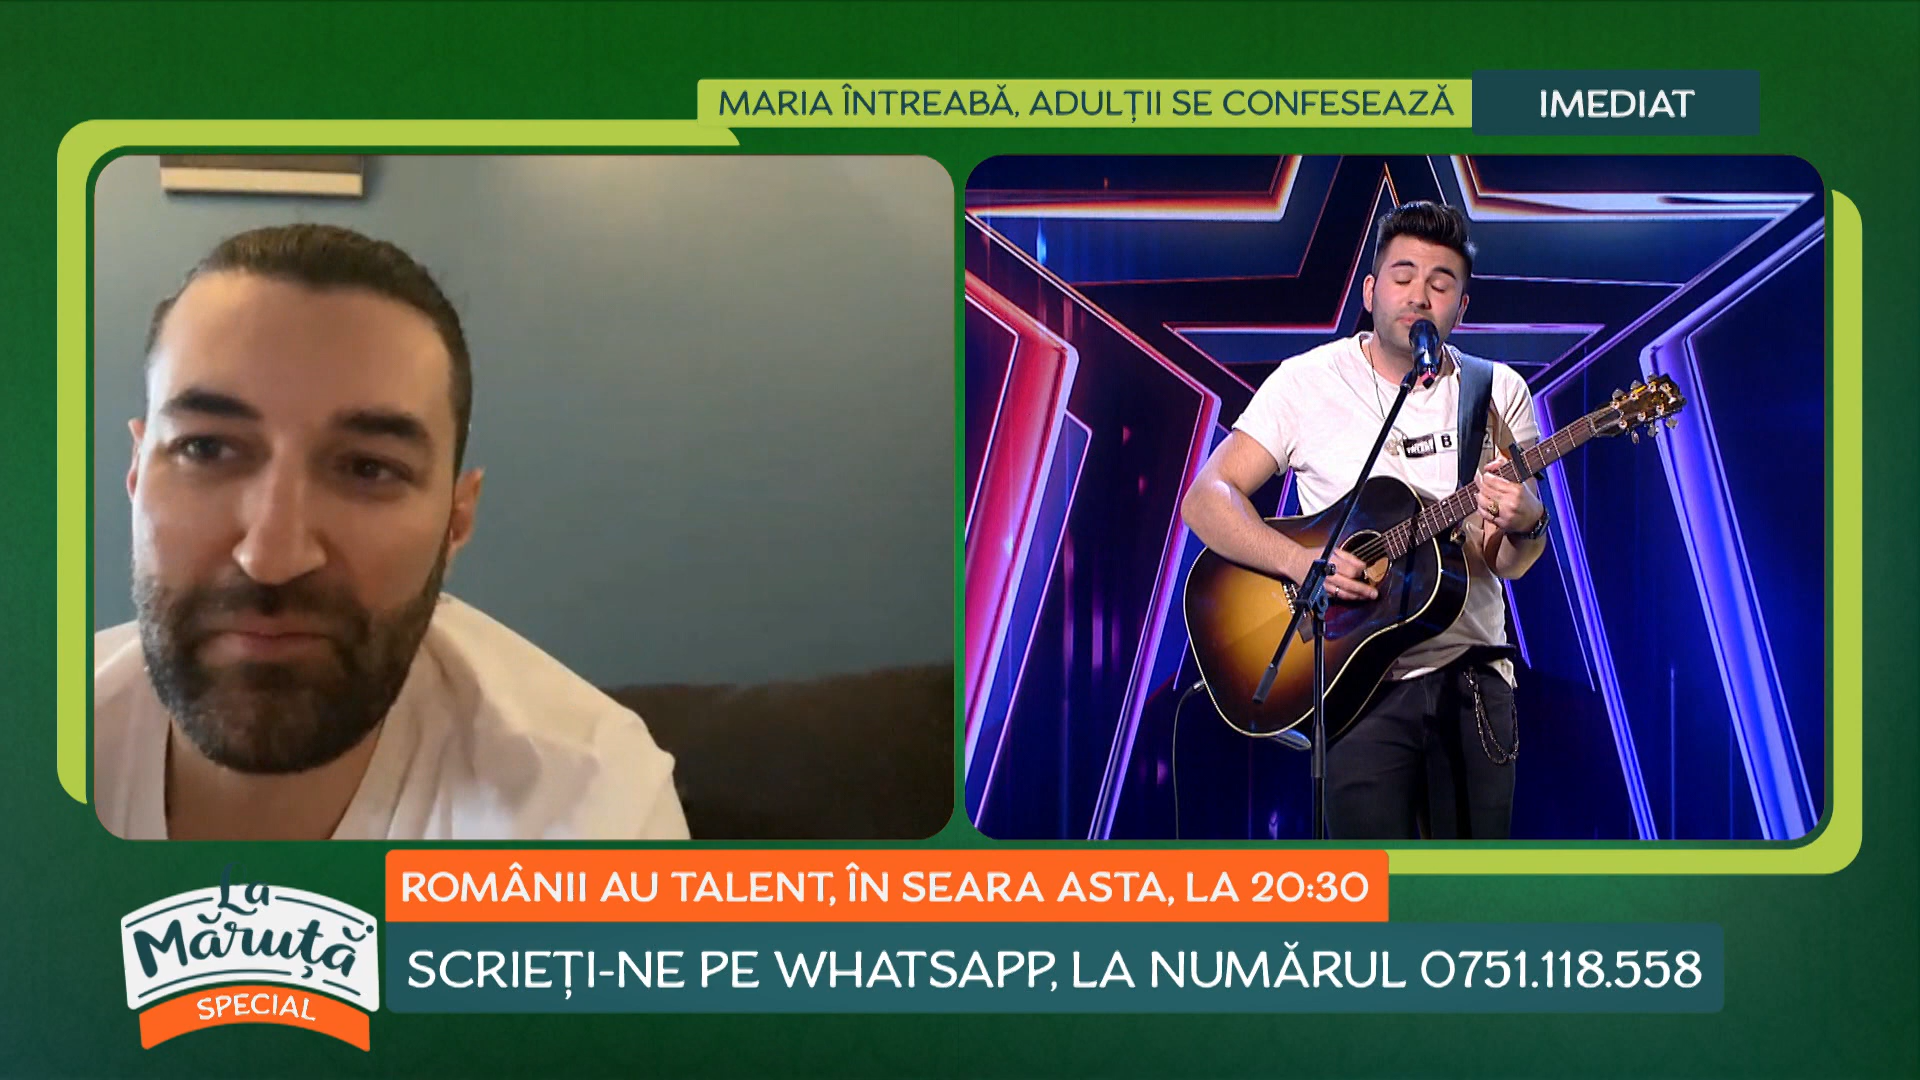 MARIA ÎNTREABĂ, ADULȚII SE CONFESEAZĂ
IMEDIAT
ROMÂNII AU TALENT, ÎN SEARA ASTA, LA 20:30
La
Măruță
SPECIAL
SCRIEȚI-NE PE WHATSAPP, LA NUMĂRUL 0751.118.558